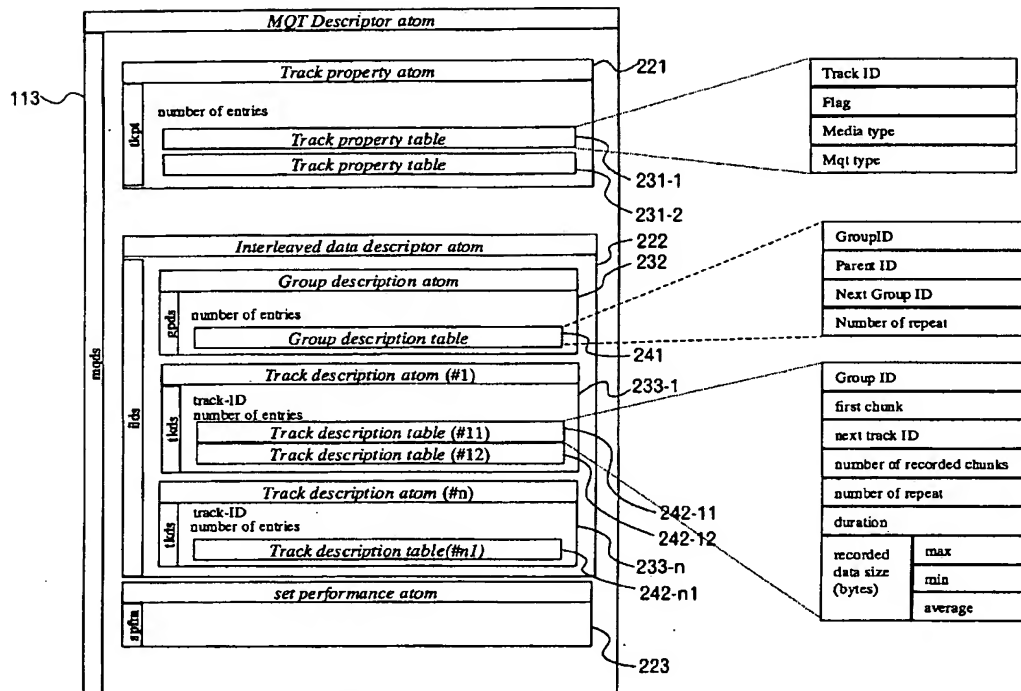 MQT Descriptor atom
113
mqds
Track property atom
221
tkpt
number of entries
Track property table
Track property table
231-1
231-2
Track ID
Flag
Media type
Mqt type
Interleaved data descriptor atom
222
232
Group description atom
gpds
number of entries
Group description table
241
GroupID
Parent ID
Next Group ID
Number of repeat
Track description atom (#1)
233-1
tkds
track-ID
number of entries
Track description table (#11)
Track description table (#12)
242-11
242-12
Group ID
first chunk
next track ID
number of recorded chunks
number of repeat
duration
recorded
data size
(bytes)
max
min
average
Track description atom (#n)
tkds
track-ID
number of entries
Track description table(#n1)
233-n
242-n1
set performance atom
223